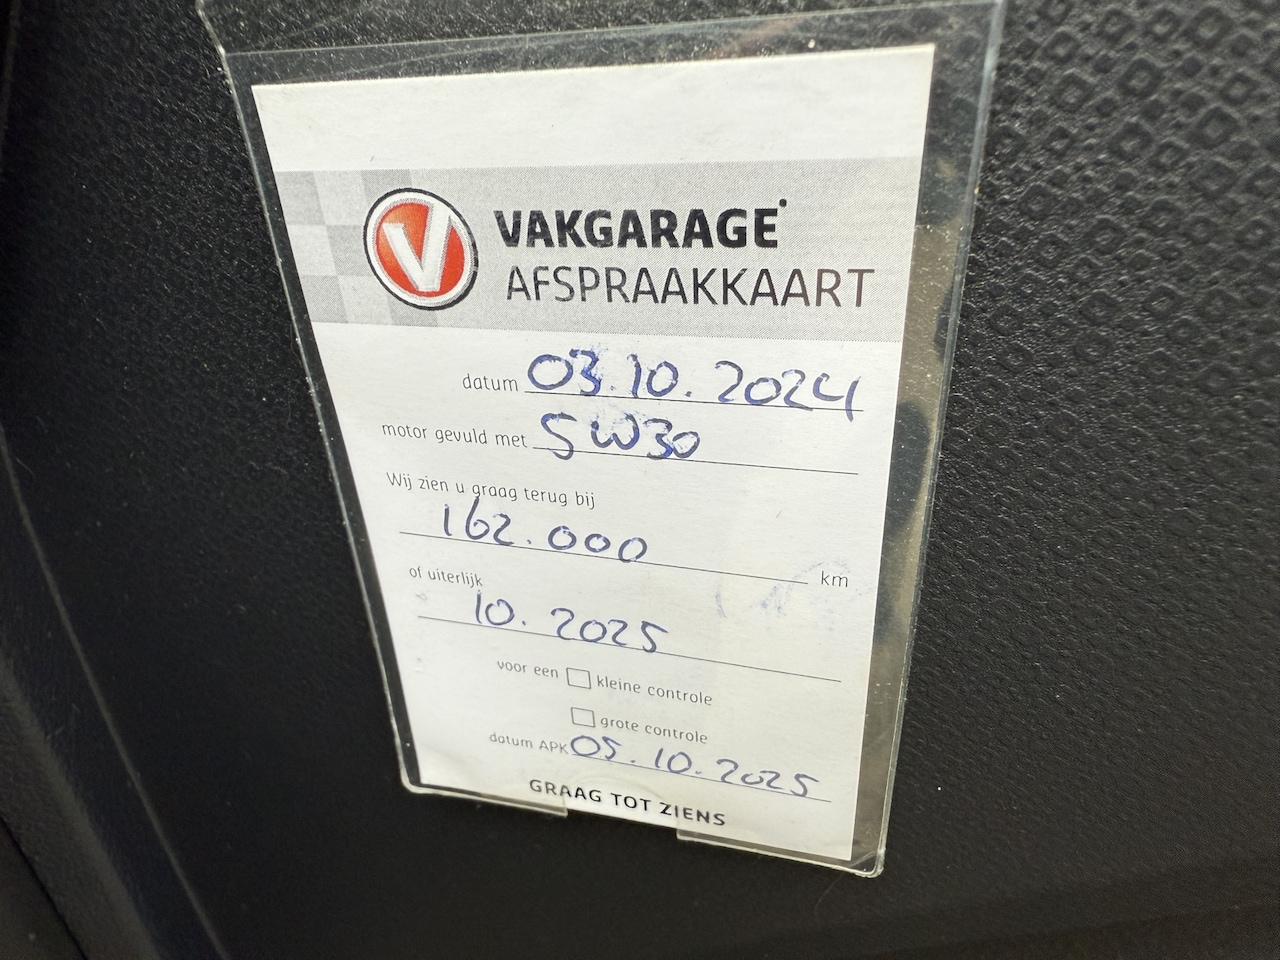 V
VAKGARAGE
AFSPRAAKKAART
datum 03.10.2024
motor gevuld met 5W30
Wij zien u graag terug bij
162.000 km
of uiterlijk
10.2025
voor een kleine controle
grote controle
datum APK 05.10.2025
GRAAG TOT ZIENS